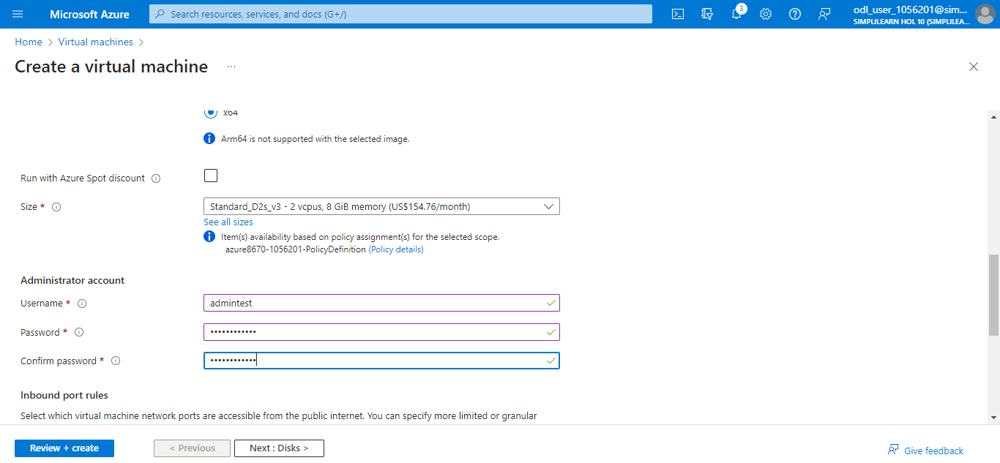 Microsoft Azure
Search resources, services, and docs (G+/)
3
odl_user_1056201@sim...
SIMPLILEARN HOL 10 (SIMPLILEA...
Home > Virtual machines >
Create a virtual machine ...
x64
Arm64 is not supported with the selected image.
Run with Azure Spot discount
Size *
Standard_D2s_v3 - 2 vcpus, 8 GiB memory (US$154.76/month)
See all sizes
Item(s) availability based on policy assignment(s) for the selected scope.
azure8670-1056201-PolicyDefinition (Policy details)
Administrator account
Username *
admintest
Password *
••••••••••••
Confirm password *
••••••••••••
Inbound port rules
Select which virtual machine network ports are accessible from the public internet. You can specify more limited or granular
Review + create
< Previous
Next : Disks >
Give feedback